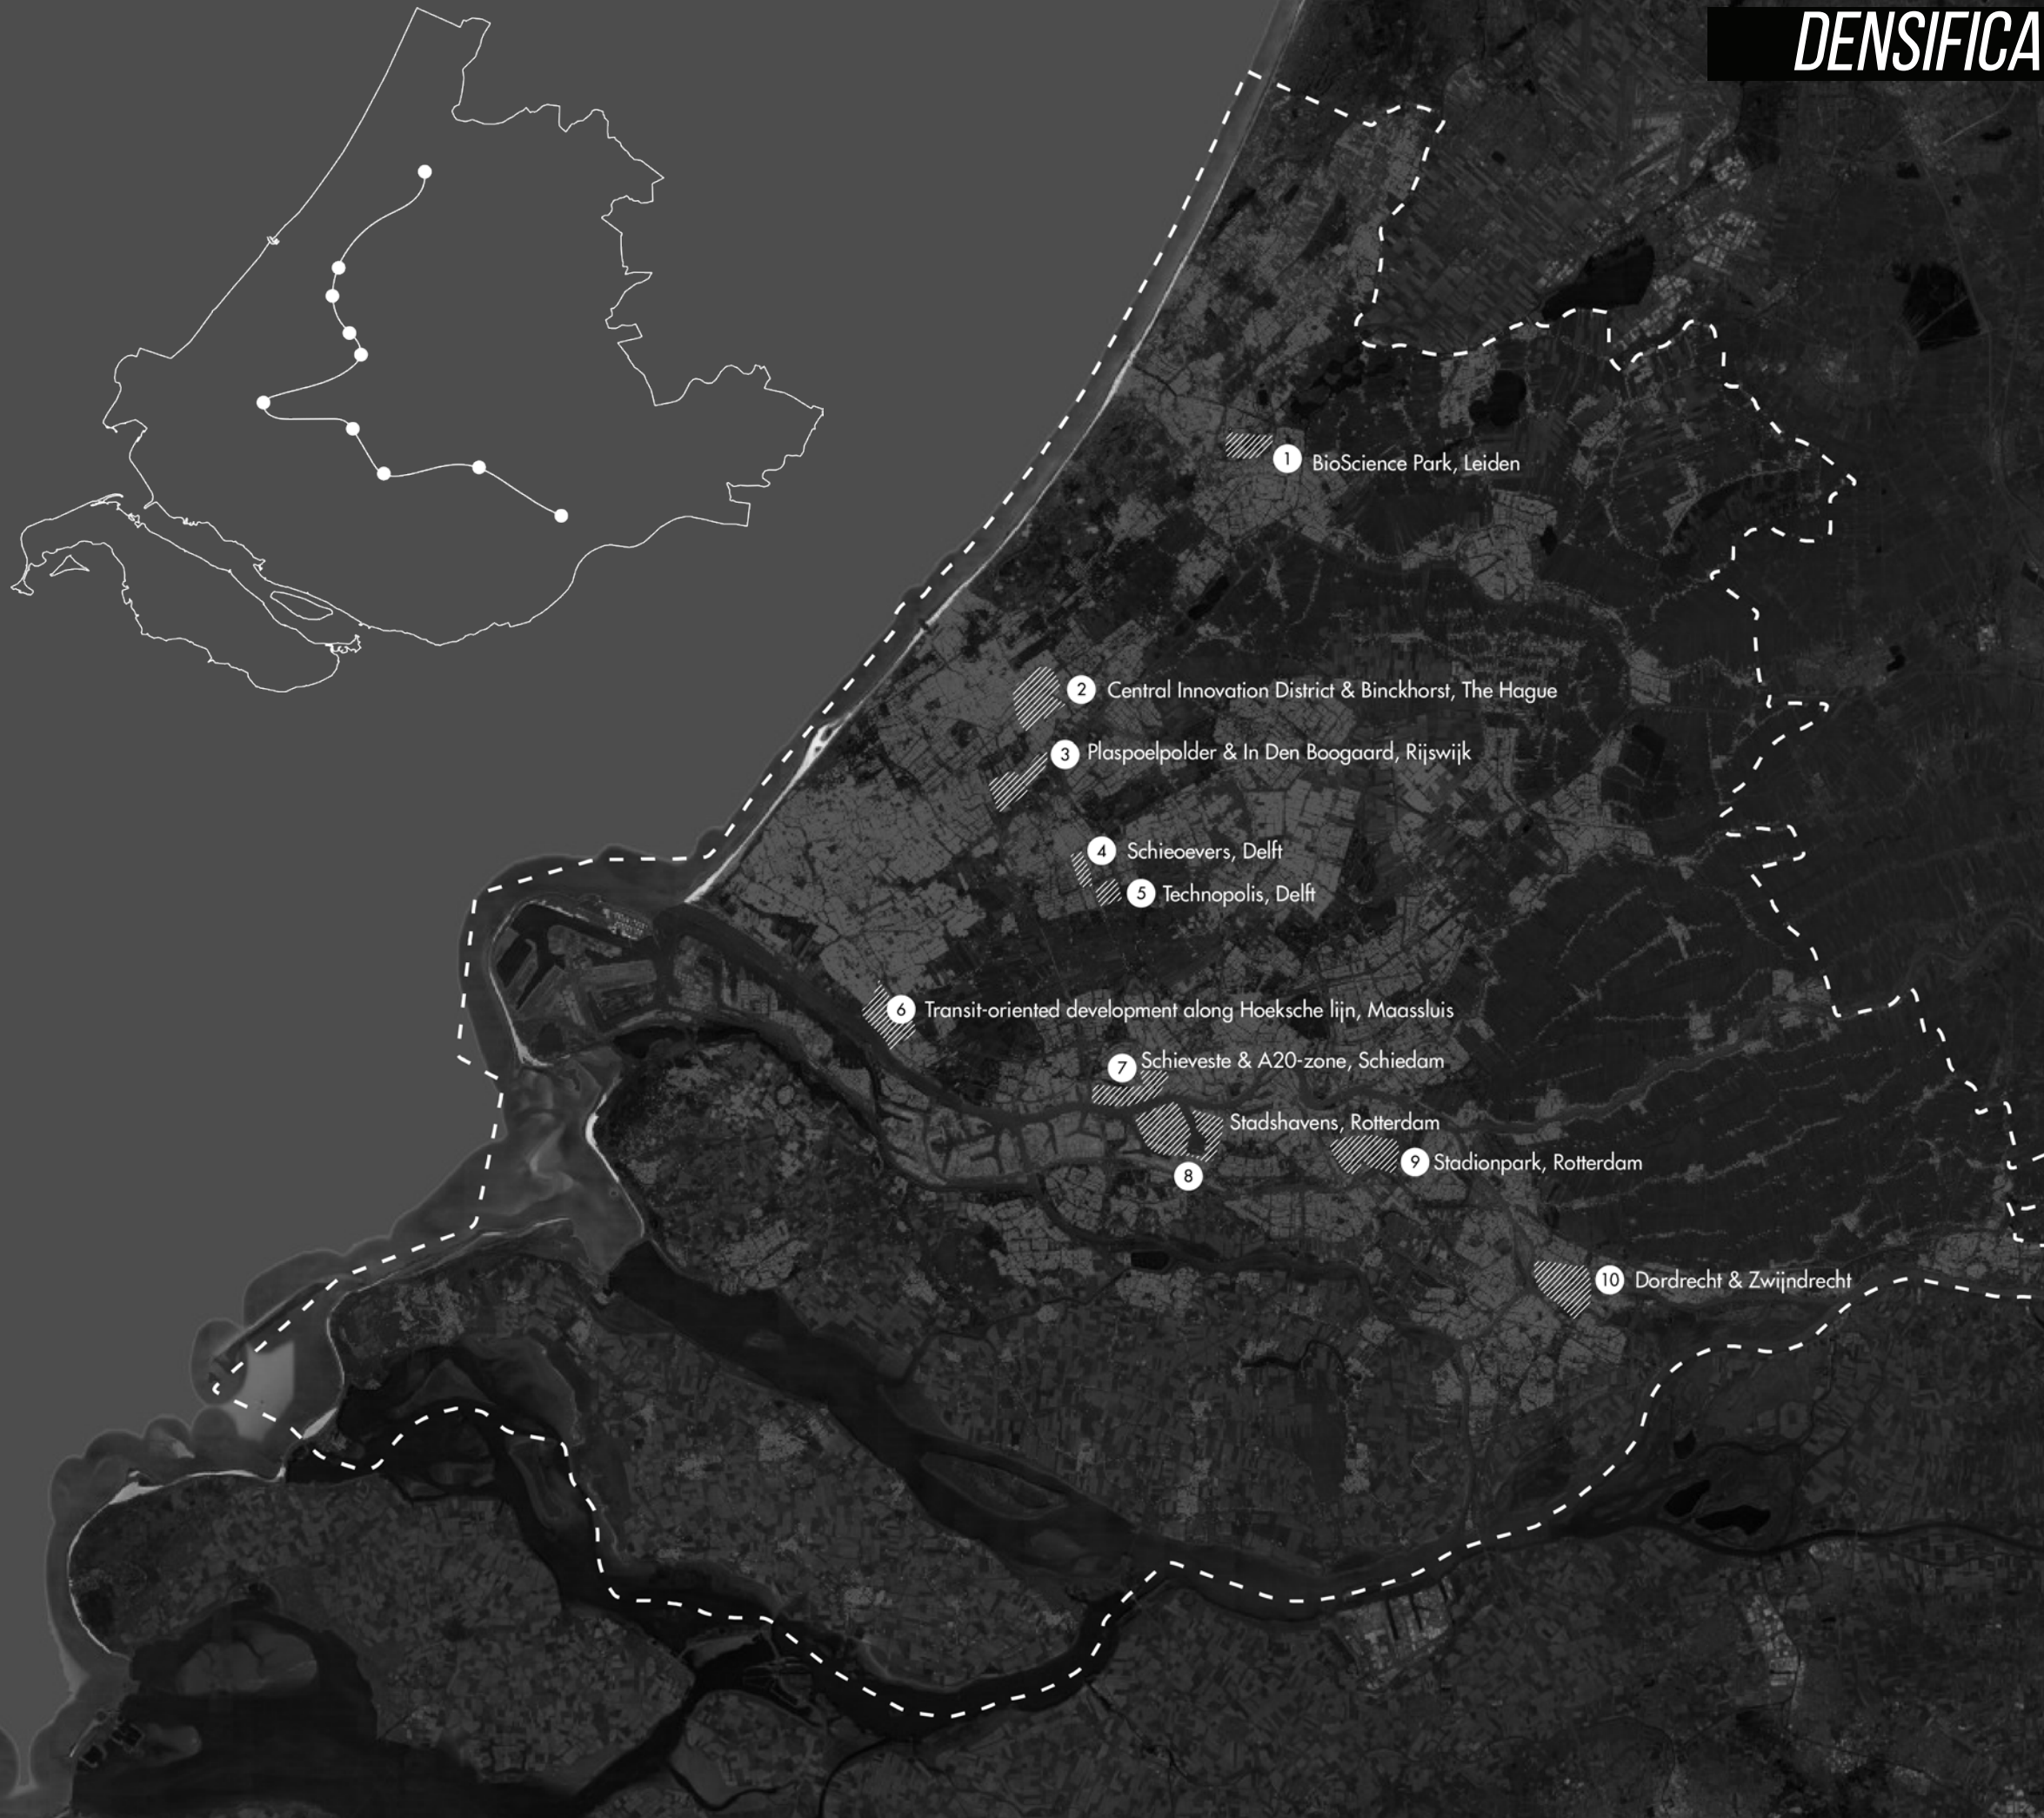 DENSIFICA
1 BioScience Park, Leiden
2 Central Innovation District & Binckhorst, The Hague
3 Plaspoelpolder & In Den Boogaard, Rijswijk
4 Schieoevers, Delft
5 Technopolis, Delft
6 Transit-oriented development along Hoeksche lijn, Maassluis
7 Schieveste & A20-zone, Schiedam
Stadshavens, Rotterdam
8
9 Stadionpark, Rotterdam
10 Dordrecht & Zwijndrecht